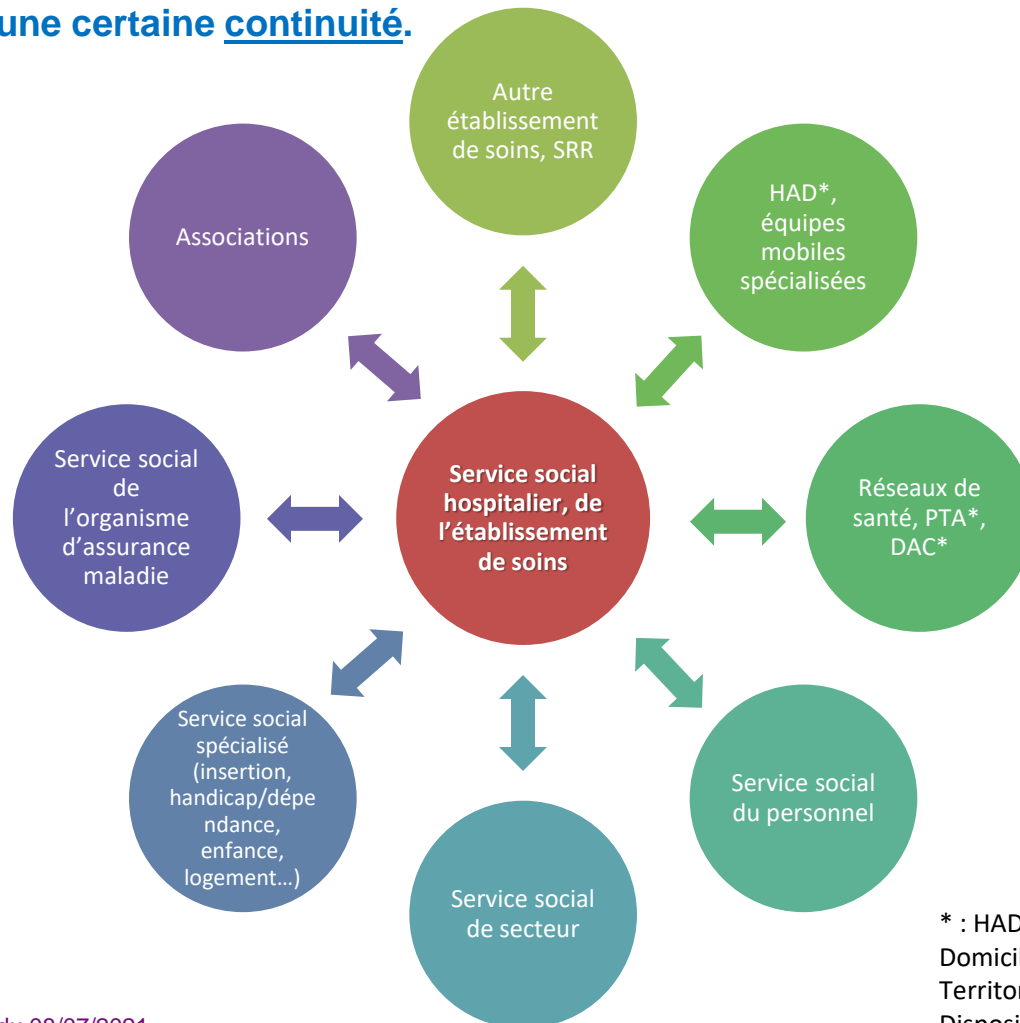 une certaine continuité.
Autre
établissement
de soins, SRR
HAD*,
équipes
mobiles
spécialisées
Associations
Service social
hospitalier, de
l'établissement
de soins
Service social
de
l'organisme
d'assurance
maladie
Réseaux de
santé, PTA*,
DAC*
Service social
spécialisé
(insertion,
handicap/dépe
ndance,
enfance,
logement...)
Service social
du personnel
Service social
de secteur
* : HAD